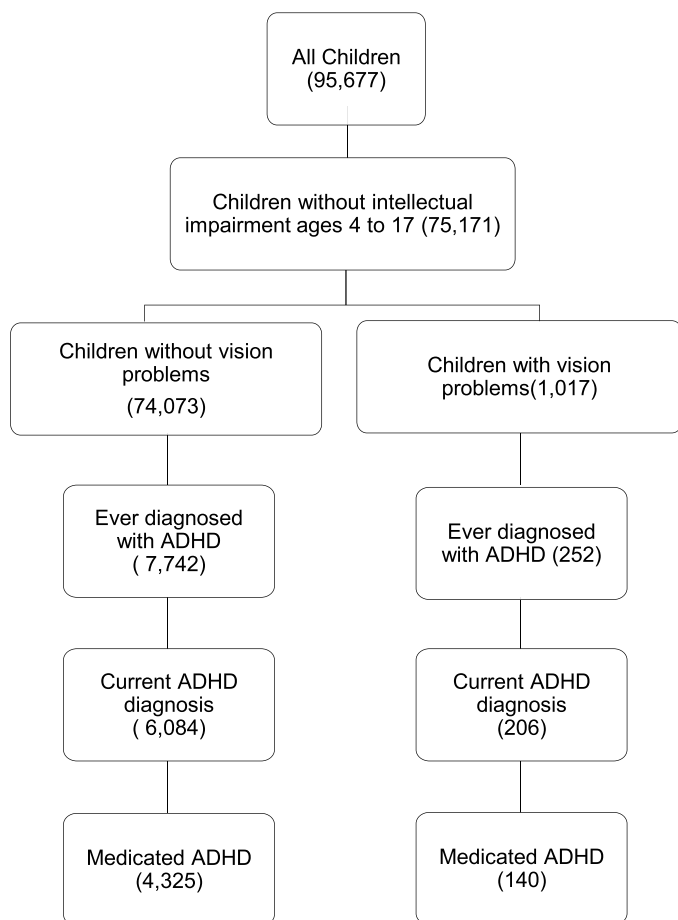 All Children
(95,677)
Children without intellectual
impairment ages 4 to 17 (75,171)
Children without vision
problems
(74,073)
Children with vision
problems(1,017)
Ever diagnosed
with ADHD
( 7,742)
Ever diagnosed
with ADHD (252)
Current ADHD
diagnosis
( 6,084)
Current ADHD
diagnosis
(206)
Medicated ADHD
(4,325)
Medicated ADHD
(140)